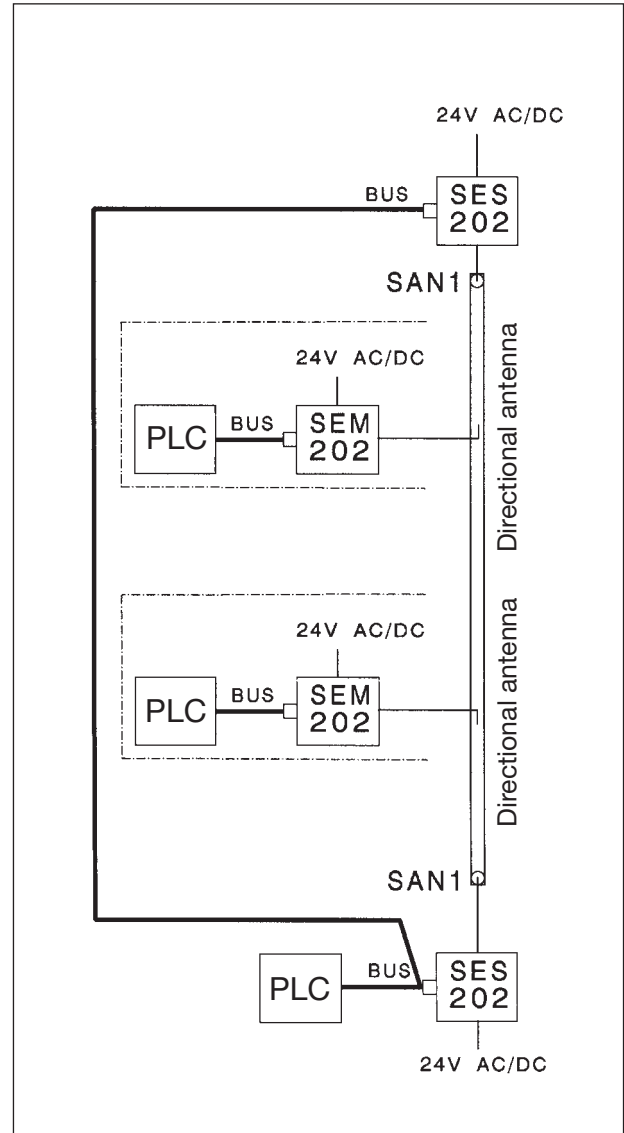 24V AC/DC
BUS
SES
202
SAN1
Directional antenna
24V AC/DC
PLC
BUS
SEM
202
24V AC/DC
PLC
BUS
SEM
202
Directional antenna
SAN1
PLC
BUS
SES
202
24V AC/DC